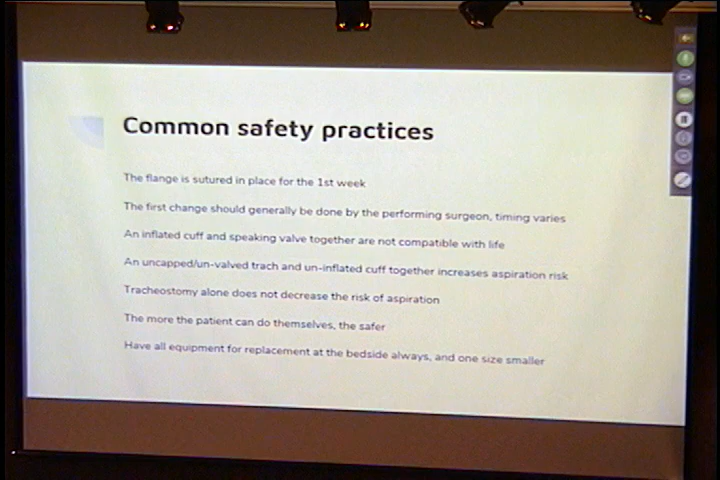 Common safety practices
The flange is sutured in place for the 1st week
The first change should generally be done by the performing surgeon, timing varies
An inflated cuff and speaking valve together are not compatible with life
An uncapped/un-valved trach and un-inflated cuff together increases aspiration risk
Tracheostomy alone does not decrease the risk of aspiration
The more the patient can do themselves, the safer
Have all equipment for replacement at the bedside always, and one size smaller